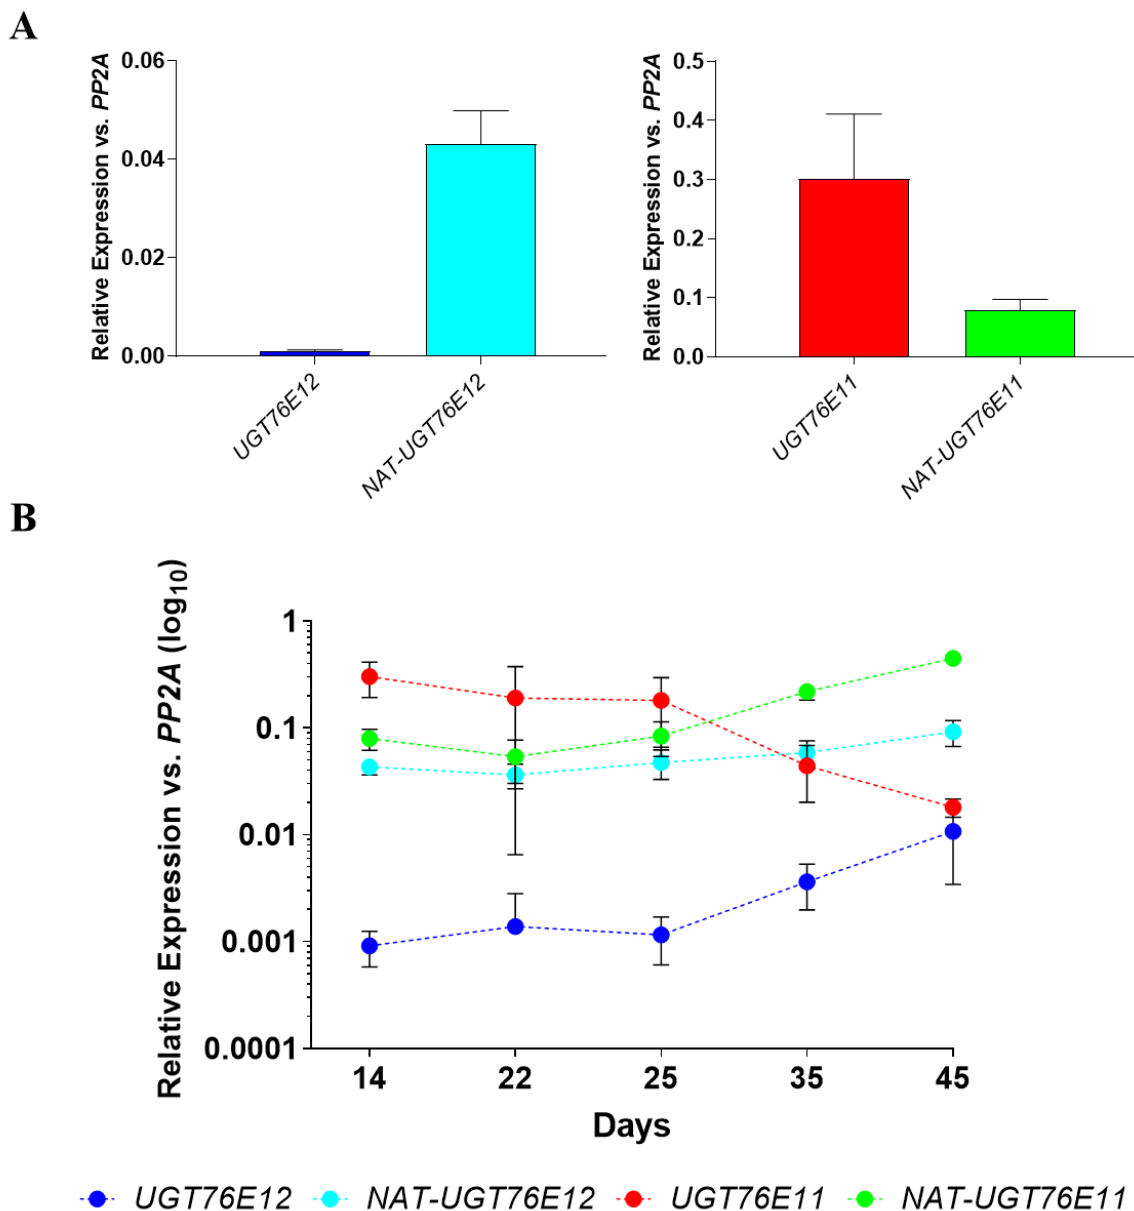 A
Relative Expression vs. PP2A
0.06
0.04
0.02
0.00
UGT76E12
NAT-UGT76E12
Relative Expression vs. PP2A
0.5
0.4
0.3
0.2
0.1
0.0
UGT76E11
NAT-UGT76E11
B
Relative Expression vs. PP2A (log10)
1
0.1
0.01
0.001
0.0001
14 22 25 35 45
Days
UGT76E12 NAT-UGT76E12 UGT76E11 NAT-UGT76E11